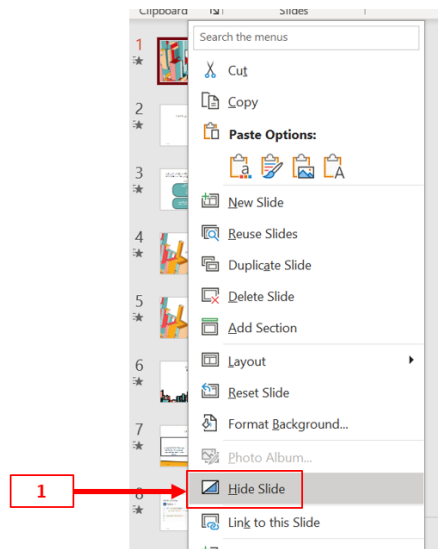 Clipboard
Slides
Search the menus
1
Cut
2
Copy
Paste Options:
3
New Slide
4
Reuse Slides
Duplicate Slide
5
Delete Slide
Add Section
6
Layout
Reset Slide
7
Format Background...
Photo Album...
1
8
Hide Slide
Link to this Slide